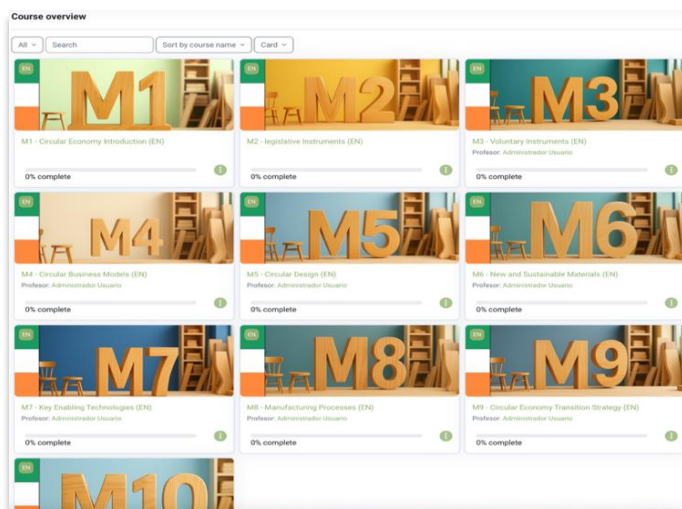 Course overview
All
Search
Sort by course name
Card
EN
M1
EN
M2
EN
M3
M1 - Circular Economy Introduction (EN)
M2 - legislative Instruments (EN)
M3 - Voluntary Instruments (EN)
Profesor: Administrador Usuario
0% complete
0% complete
0% complete
EN
M4
EN
M5
EN
M6
M4 - Circular Business Models (EN)
M5 - Circular Design (EN)
M6 - New and Sustainable Materials (EN)
Profesor: Administrador Usuario
Profesor: Administrador Usuario
Profesor: Administrador Usuario
0% complete
0% complete
0% complete
EN
M7
EN
M8
EN
M9
M7 - Key Enabling Technologies (EN)
M8 - Manufacturing Processes (EN)
M9 - Circular Economy Transition Strategy (EN)
Profesor: Administrador Usuario
Profesor: Administrador Usuario
Profesor: Administrador Usuario
0% complete
0% complete
0% complete
EN
M10